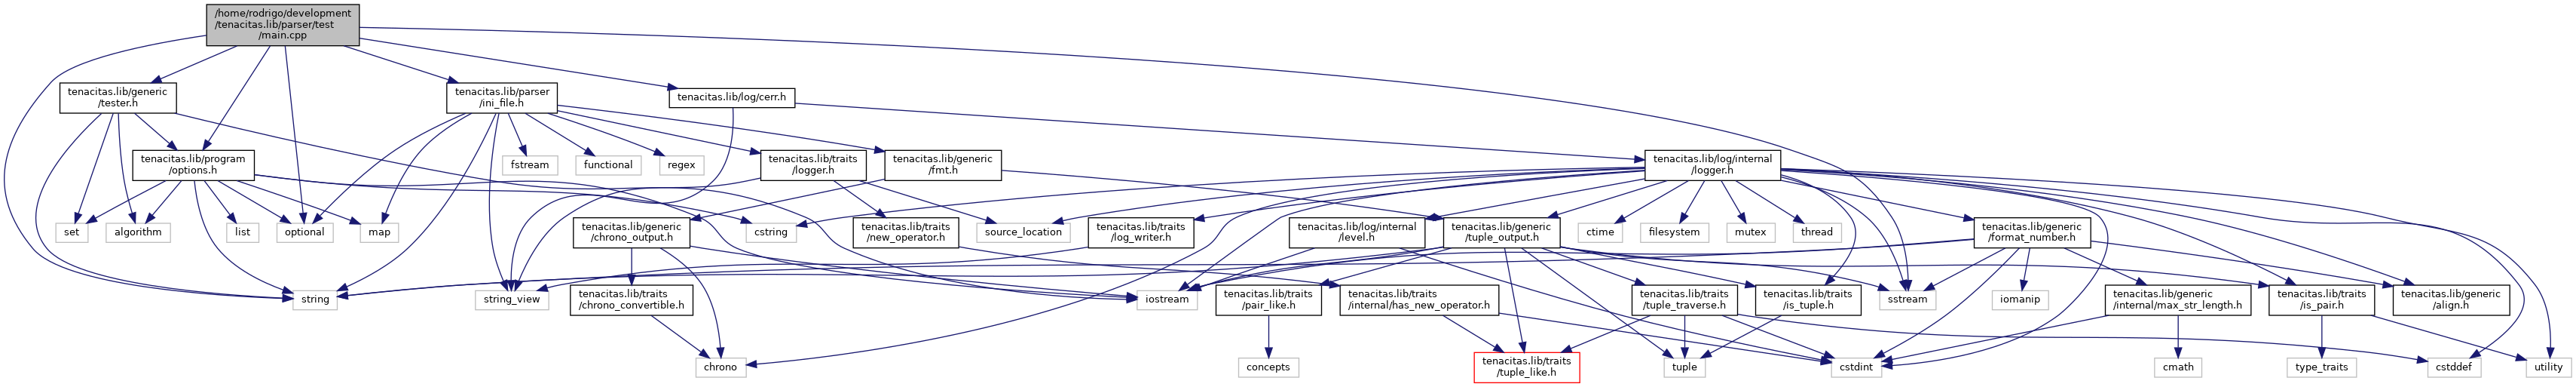 /home/rodrigo/development
/tenacitas.lib/parser/test
/main.cpp
tenacitas.lib/generic
/tester.h
tenacitas.lib/parser
/ini_file.h
tenacitas.lib/log/cerr.h
tenacitas.lib/program
/options.h
fstream
functional
regex
tenacitas.lib/traits
/logger.h
tenacitas.lib/generic
/fmt.h
tenacitas.lib/log/internal
/logger.h
set
algorithm
list
optional
map
cstring
tenacitas.lib/generic
/chrono_output.h
tenacitas.lib/traits
/new_operator.h
source_location
tenacitas.lib/traits
/log_writer.h
tenacitas.lib/log/internal
/level.h
tenacitas.lib/generic
/tuple_output.h
ctime
filesystem
mutex
thread
tenacitas.lib/generic
/format_number.h
string
string_view
tenacitas.lib/traits
/chrono_convertible.h
iostream
tenacitas.lib/traits
/pair_like.h
tenacitas.lib/traits
/internal/has_new_operator.h
tenacitas.lib/traits
/tuple_traverse.h
tenacitas.lib/traits
/is_tuple.h
sstream
iomanip
tenacitas.lib/generic
/internal/max_str_length.h
tenacitas.lib/traits
/is_pair.h
tenacitas.lib/generic
/align.h
chrono
concepts
tenacitas.lib/traits
/tuple_like.h
tuple
cstdint
cmath
type_traits
cstddef
utility